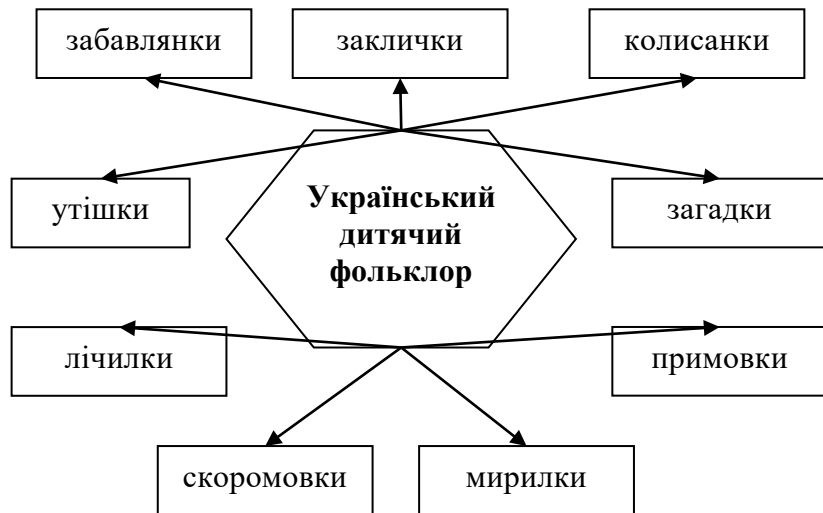 забавлянки
заклички
колисанки
утішки
Український
дитячий
фольклор
загадки
лічилки
примовки
скоромовки
мирилки